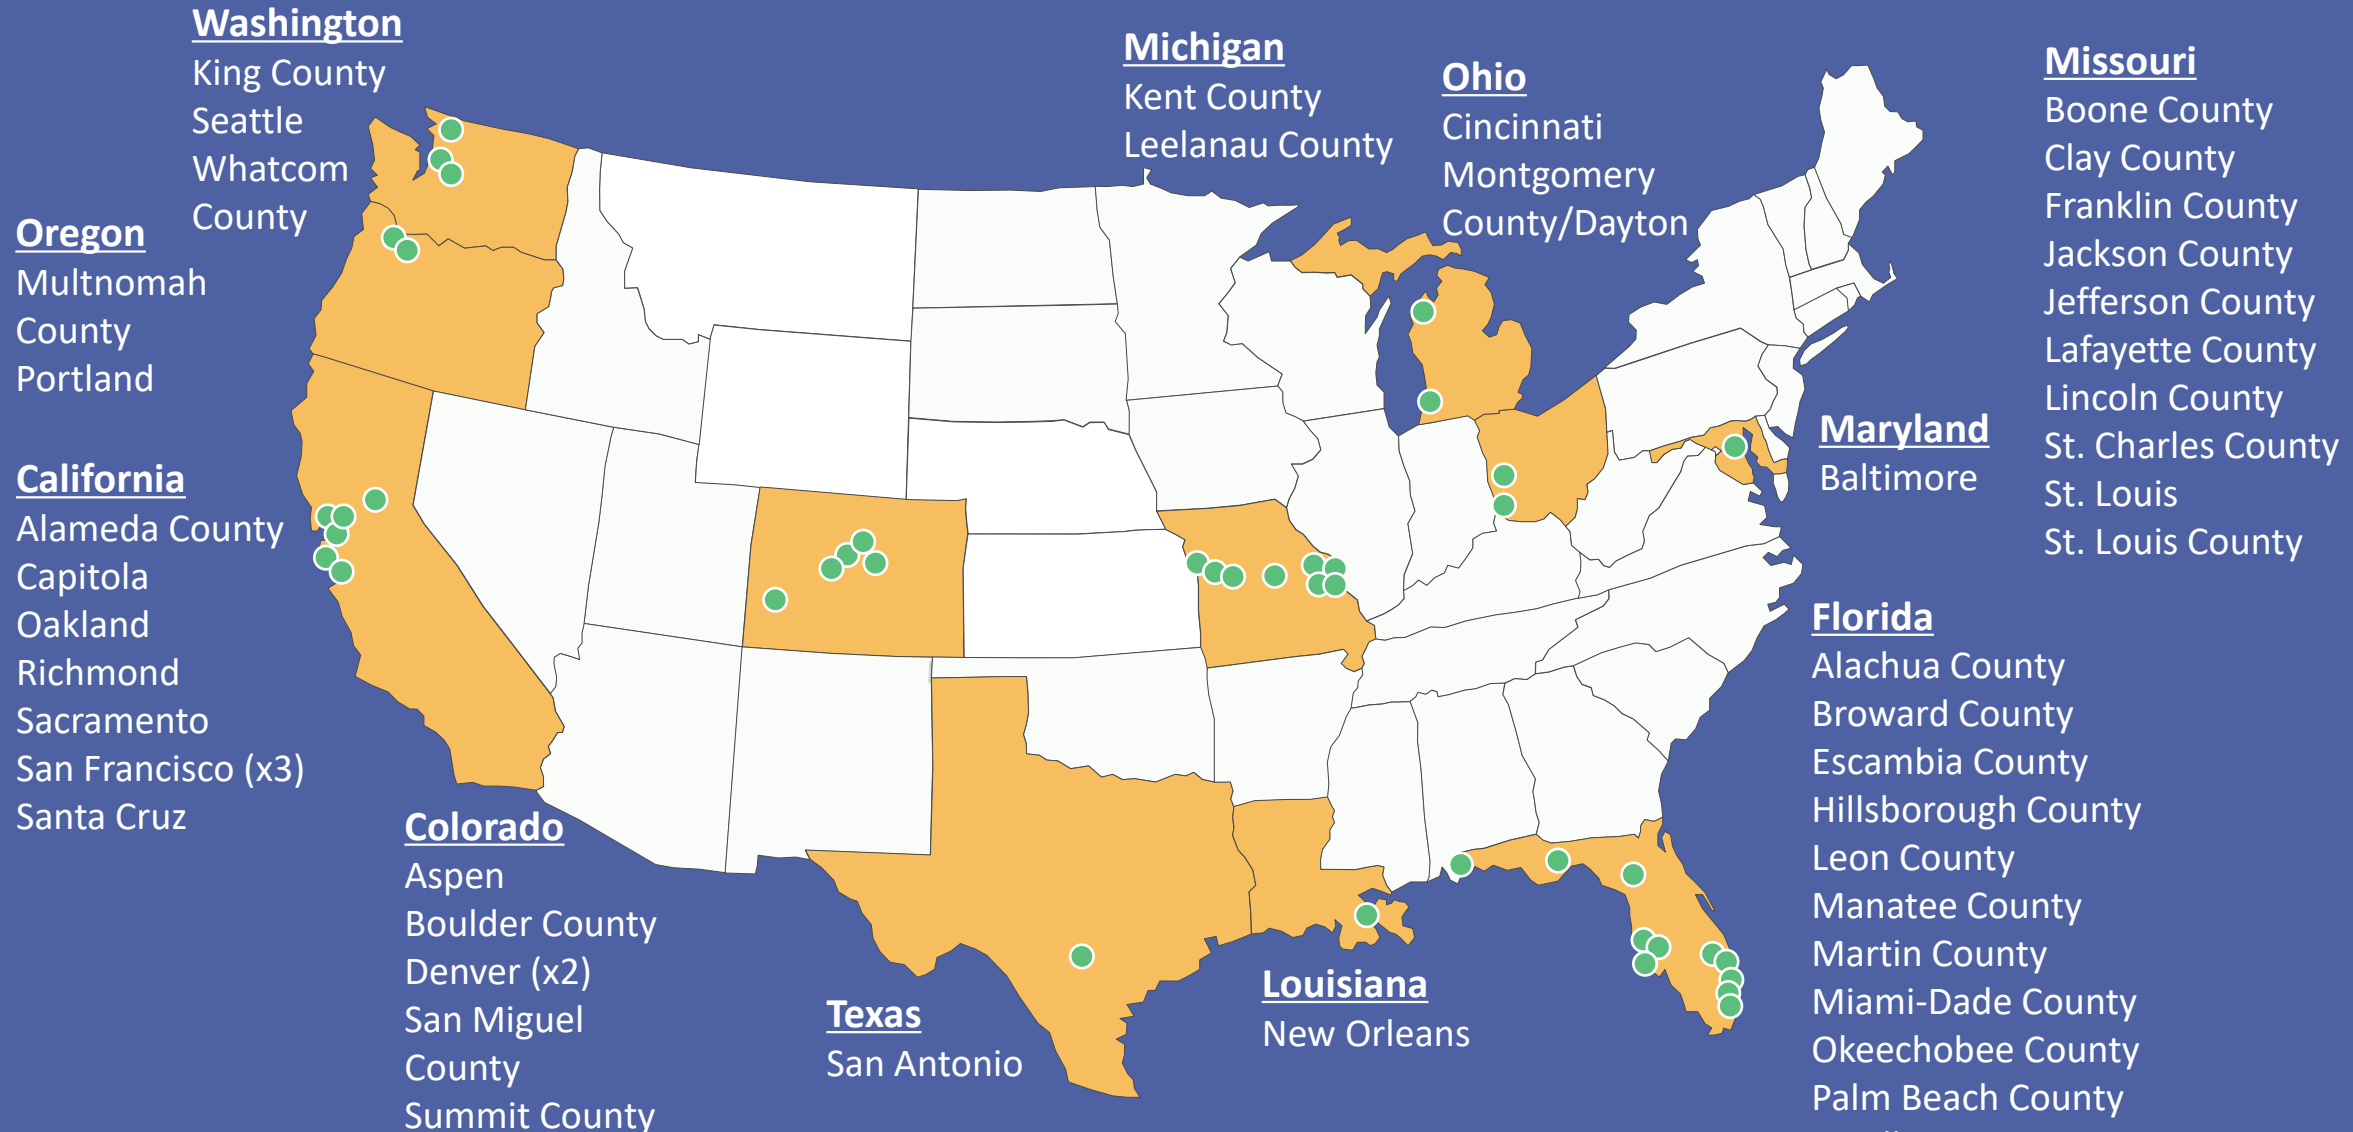 Washington
King County
Seattle
Whatcom
County
Oregon
Multnomah
County
Portland
California
Alameda County
Capitola
Oakland
Richmond
Sacramento
San Francisco (x3)
Santa Cruz
Colorado
Aspen
Boulder County
Denver (x2)
San Miguel
County
Summit County
Texas
San Antonio
Louisiana
New Orleans
Michigan
Kent County
Leelanau County
Ohio
Cincinnati
Montgomery
County/Dayton
Missouri
Boone County
Clay County
Franklin County
Jackson County
Jefferson County
Lafayette County
Lincoln County
St. Charles County
St. Louis
St. Louis County
Maryland
Baltimore
Florida
Alachua County
Broward County
Escambia County
Hillsborough County
Leon County
Manatee County
Martin County
Miami-Dade County
Okeechobee County
Palm Beach County